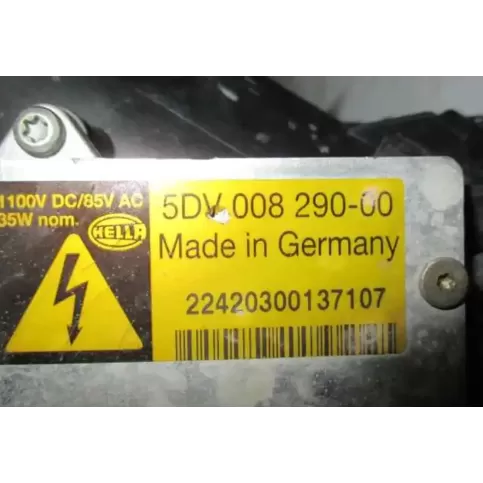 1100V DC/85V AC
35W nom.
HELLA
5DV 008 290-00
Made in Germany
22420300137107